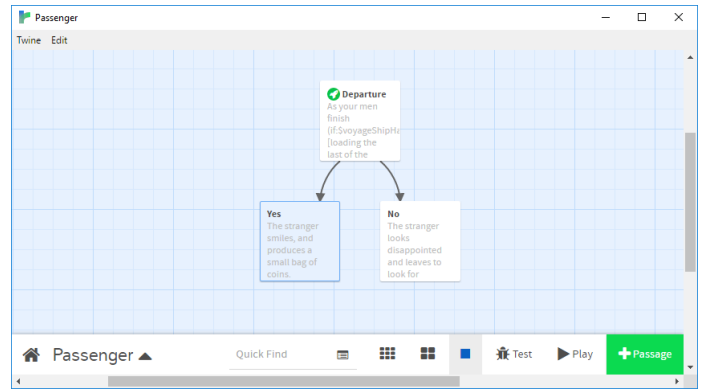 Passenger
Twine Edit
Departure
As your men
finish
(if:$voyageShipHa
[loading the
last of the
Yes
The stranger
smiles, and
produces a
small bag of
coins.
No
The stranger
looks
disappointed
and leaves to
look for
Passenger
Quick Find
Test
Play
Passage